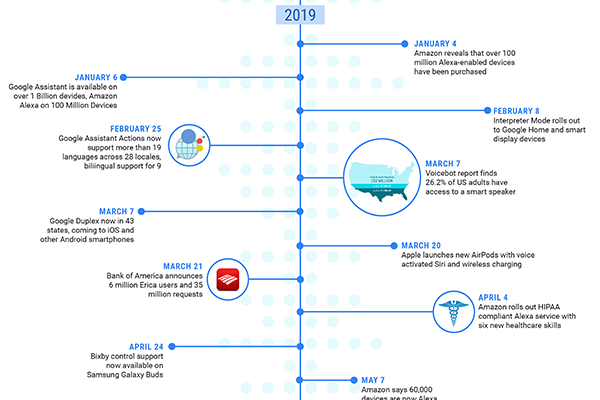 2019
JANUARY 4
Amazon reveals that over 100
million Alexa-enabled devices
have been purchased
JANUARY 6
Google Assistant is available on
over 1 Billion devides, Amazon
Alexa on 100 Million Devices
FEBRUARY 8
Interpreter Mode rolls out
to Google Home and smart
display devices
FEBRUARY 25
Google Assistant Actions now
support more than 19
languages across 28 locales,
biliingual support for 9
MARCH 7
Voicebot report finds
26.2% of US adults have
access to a smart speaker
MARCH 7
Google Duplex now in 43
states, coming to iOS and
other Android smartphones
MARCH 20
Apple launches new AirPods with voice
activated Siri and wireless charging
MARCH 21
Bank of America announces
6 million Erica users and 35
million requests
APRIL 4
Amazon rolls out HIPAA
compliant Alexa service with
six new healthcare skills
APRIL 24
Bixby control support
now available on
Samsung Galaxy Buds
MAY 7
Amazon says 60,000
devices are now Alexa